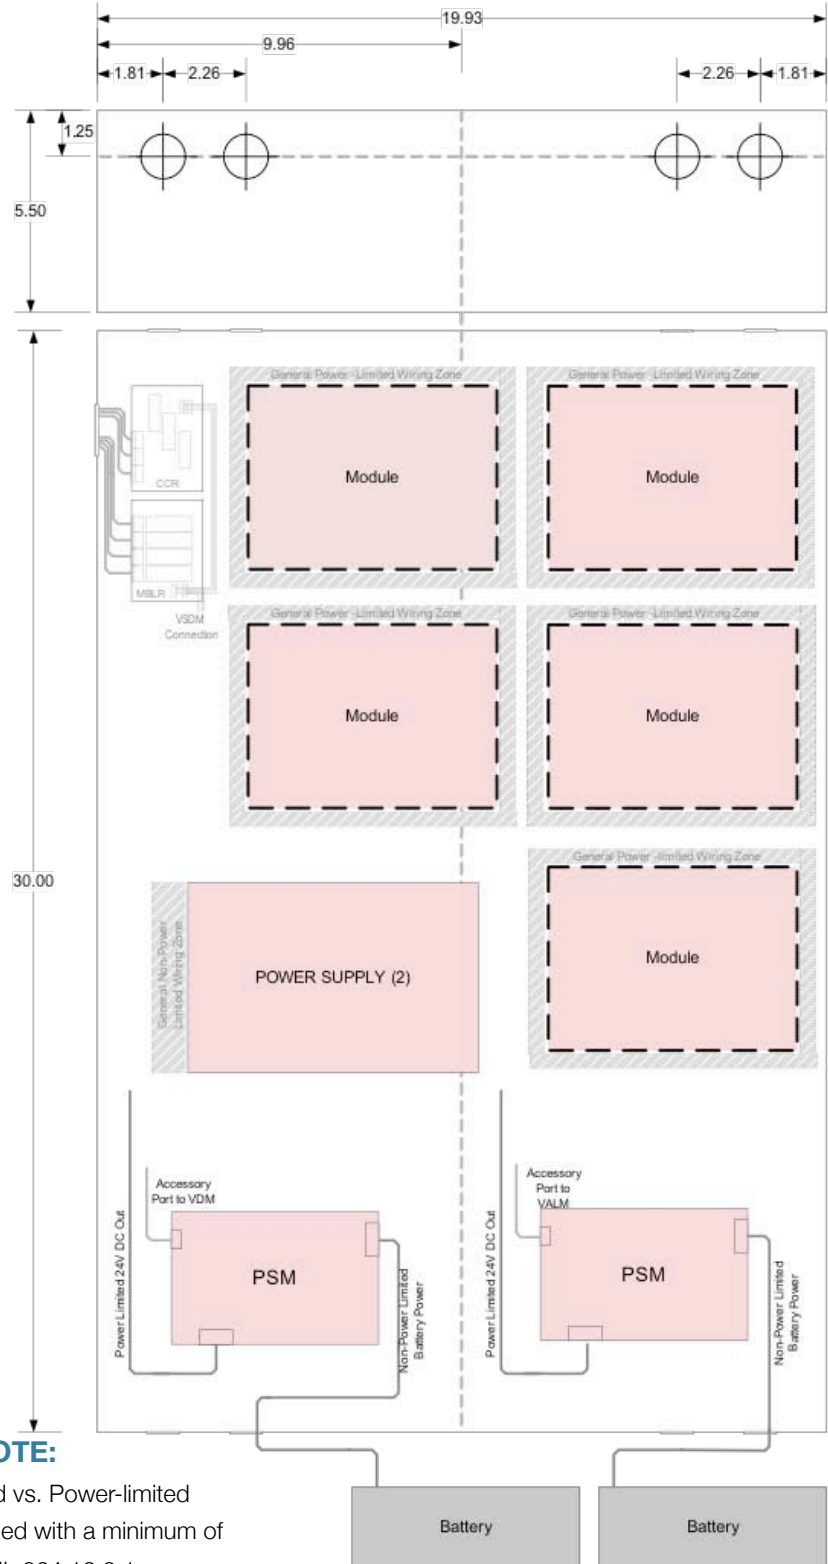 19.93
9.96
1.81
2.26
2.26
1.81
1.25
5.50
General Power -Limited Wiring Zone
General Power -Limited Wiring Zone
Module
Module
CCR
MBLR
VSDM
Connection
General Power -Limited Wiring Zone
General Power -Limited Wiring Zone
Module
Module
30.00
General Power -limited Wiring Zone
General Non-Power
Limited Wiring Zone
POWER SUPPLY (2)
Module
Accessory
Port to VDM
Accessory
Port to
VALM
Power Limited 24V DC Out
PSM
Non-Power Limited
Battery Power
Power Limited 24V DC Out
PSM
Non-Power Limited
Battery Power
OTE:
d vs. Power-limited
ed with a minimum of
Battery
Battery